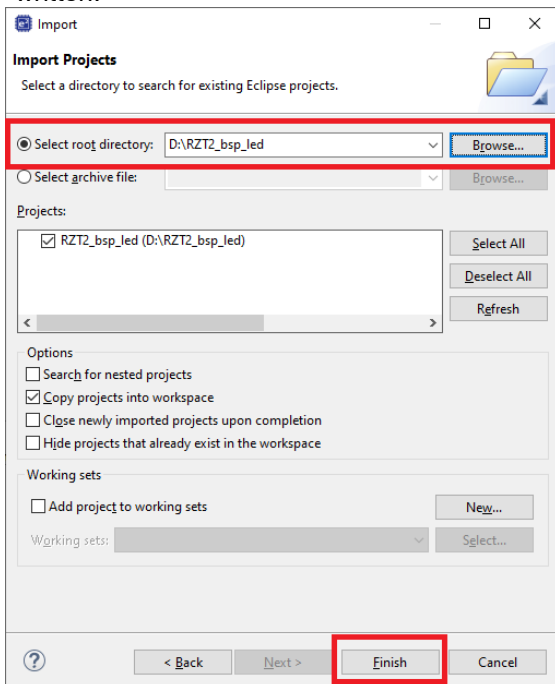 Import
Import Projects
Select a directory to search for existing Eclipse projects.
Select root directory: D:\RZT2_bsp_led Browse...
Select archive file: Browse...
Projects:
RZT2_bsp_led (D:\RZT2_bsp_led)
Select All
Deselect All
Refresh
Options
Search for nested projects
Copy projects into workspace
Close newly imported projects upon completion
Hide projects that already exist in the workspace
Working sets
Add project to working sets New...
Working sets: Select...
? < Back Next > Finish Cancel